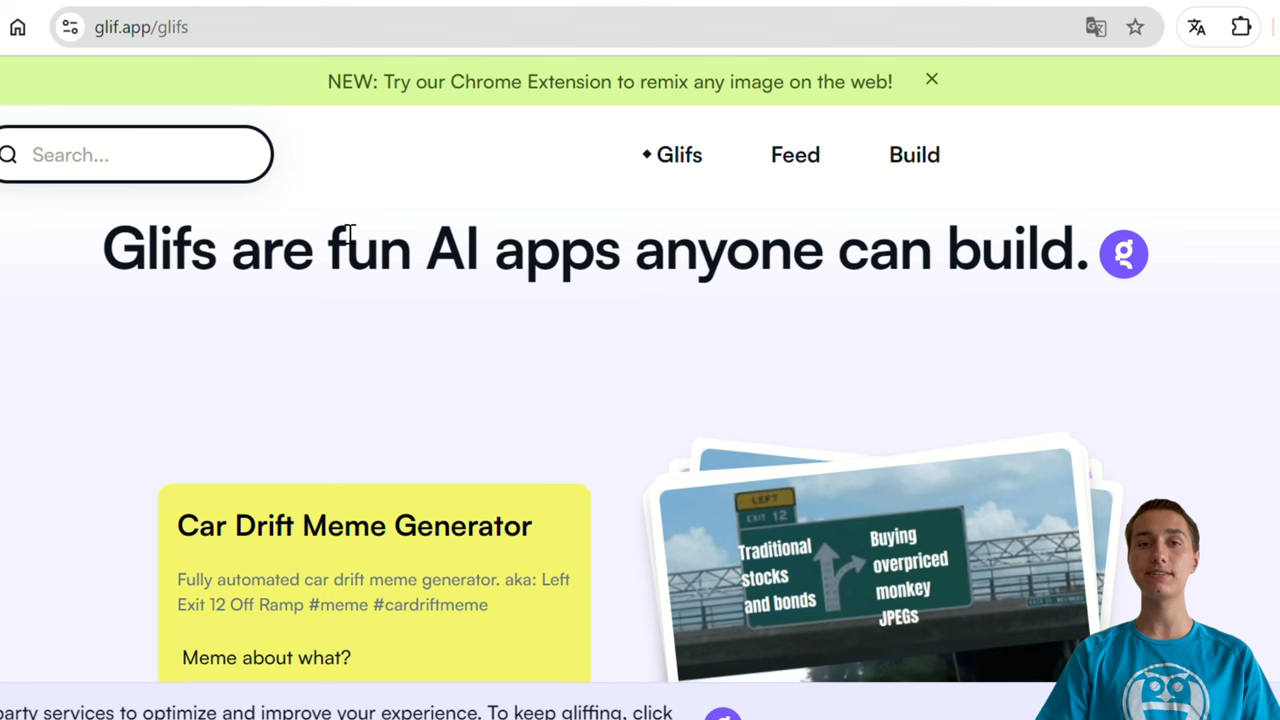 glif.app/glifs
NEW: Try our Chrome Extension to remix any image on the web!
Search...
Glifs
Feed
Build
Glifs are fun AI apps anyone can build.
Car Drift Meme Generator
Fully automated car drift meme generator. aka: Left
Exit 12 Off Ramp #meme #cardriftmeme
Meme about what?
LEFT
EXIT 12
Traditional
stocks
and bonds
Buying
overpriced
monkey
JPEGs
party services to optimize and improve your experience. To keep gliffing, click